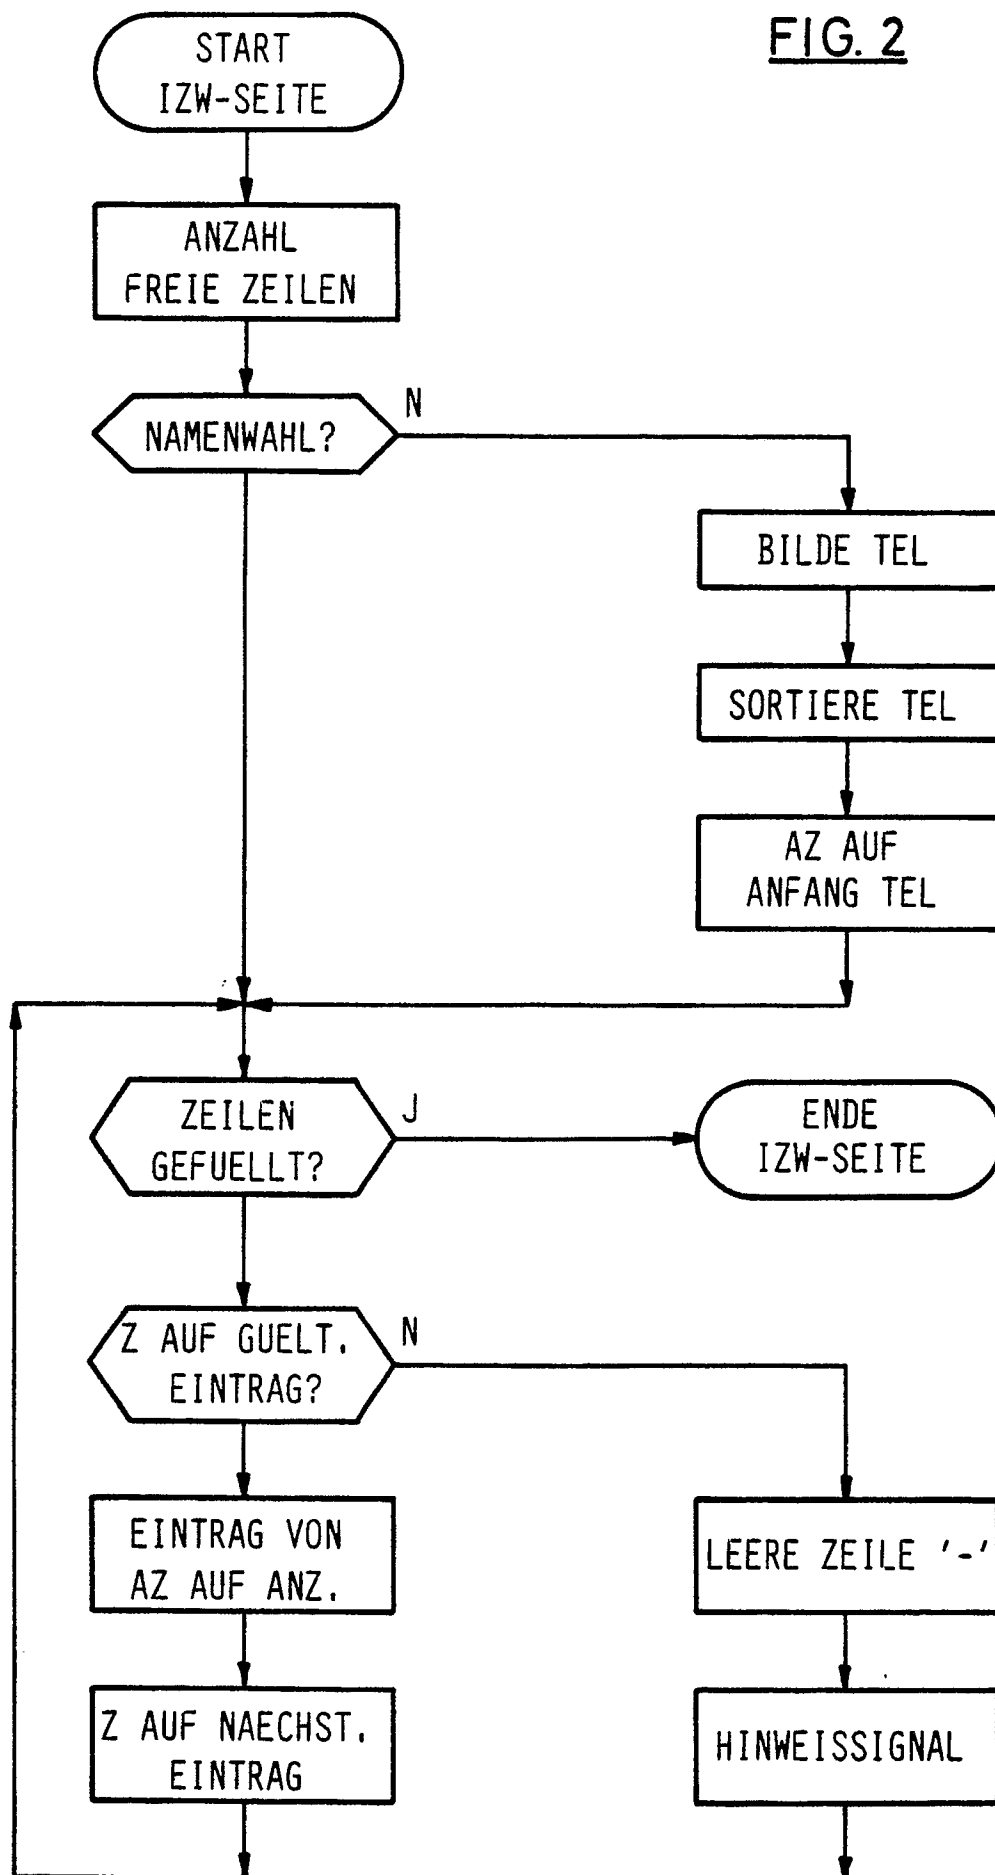 FIG. 2
START
IZW-SEITE
ANZAHL
FREIE ZEILEN
NAMENWAHL?
N
BILDE TEL
SORTIERE TEL
AZ AUF
ANFANG TEL
ZEILEN
GEFUELLT?
J
ENDE
IZW-SEITE
Z AUF GUELT.
EINTRAG?
N
EINTRAG VON
AZ AUF ANZ.
LEERE ZEILE '-'
Z AUF NAECHST.
EINTRAG
HINWEISSIGNAL